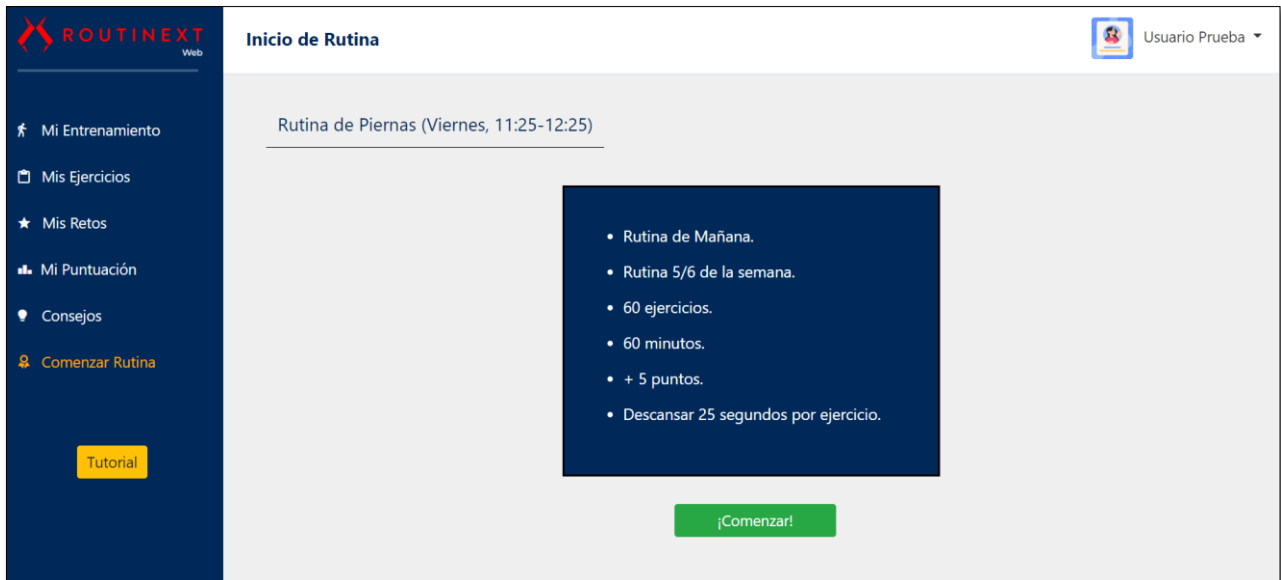 ROUTINEXT
Web
Inicio de Rutina
Usuario Prueba
Mi Entrenamiento
Mis Ejercicios
Mis Retos
Mi Puntuación
Consejos
Comenzar Rutina
Tutorial
Rutina de Piernas (Viernes, 11:25-12:25)
• Rutina de Mañana.
• Rutina 5/6 de la semana.
• 60 ejercicios.
• 60 minutos.
• + 5 puntos.
• Descansar 25 segundos por ejercicio.
¡Comenzar!